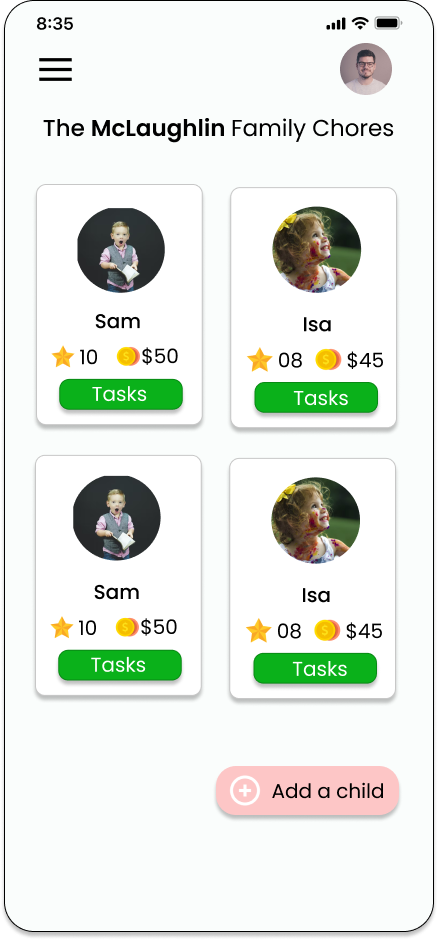 8:35
The McLaughlin Family Chores
Sam
Isa
10 $50
08 $45
Tasks
Tasks
Sam
Isa
10 $50
08 $45
Tasks
Tasks
Add a child